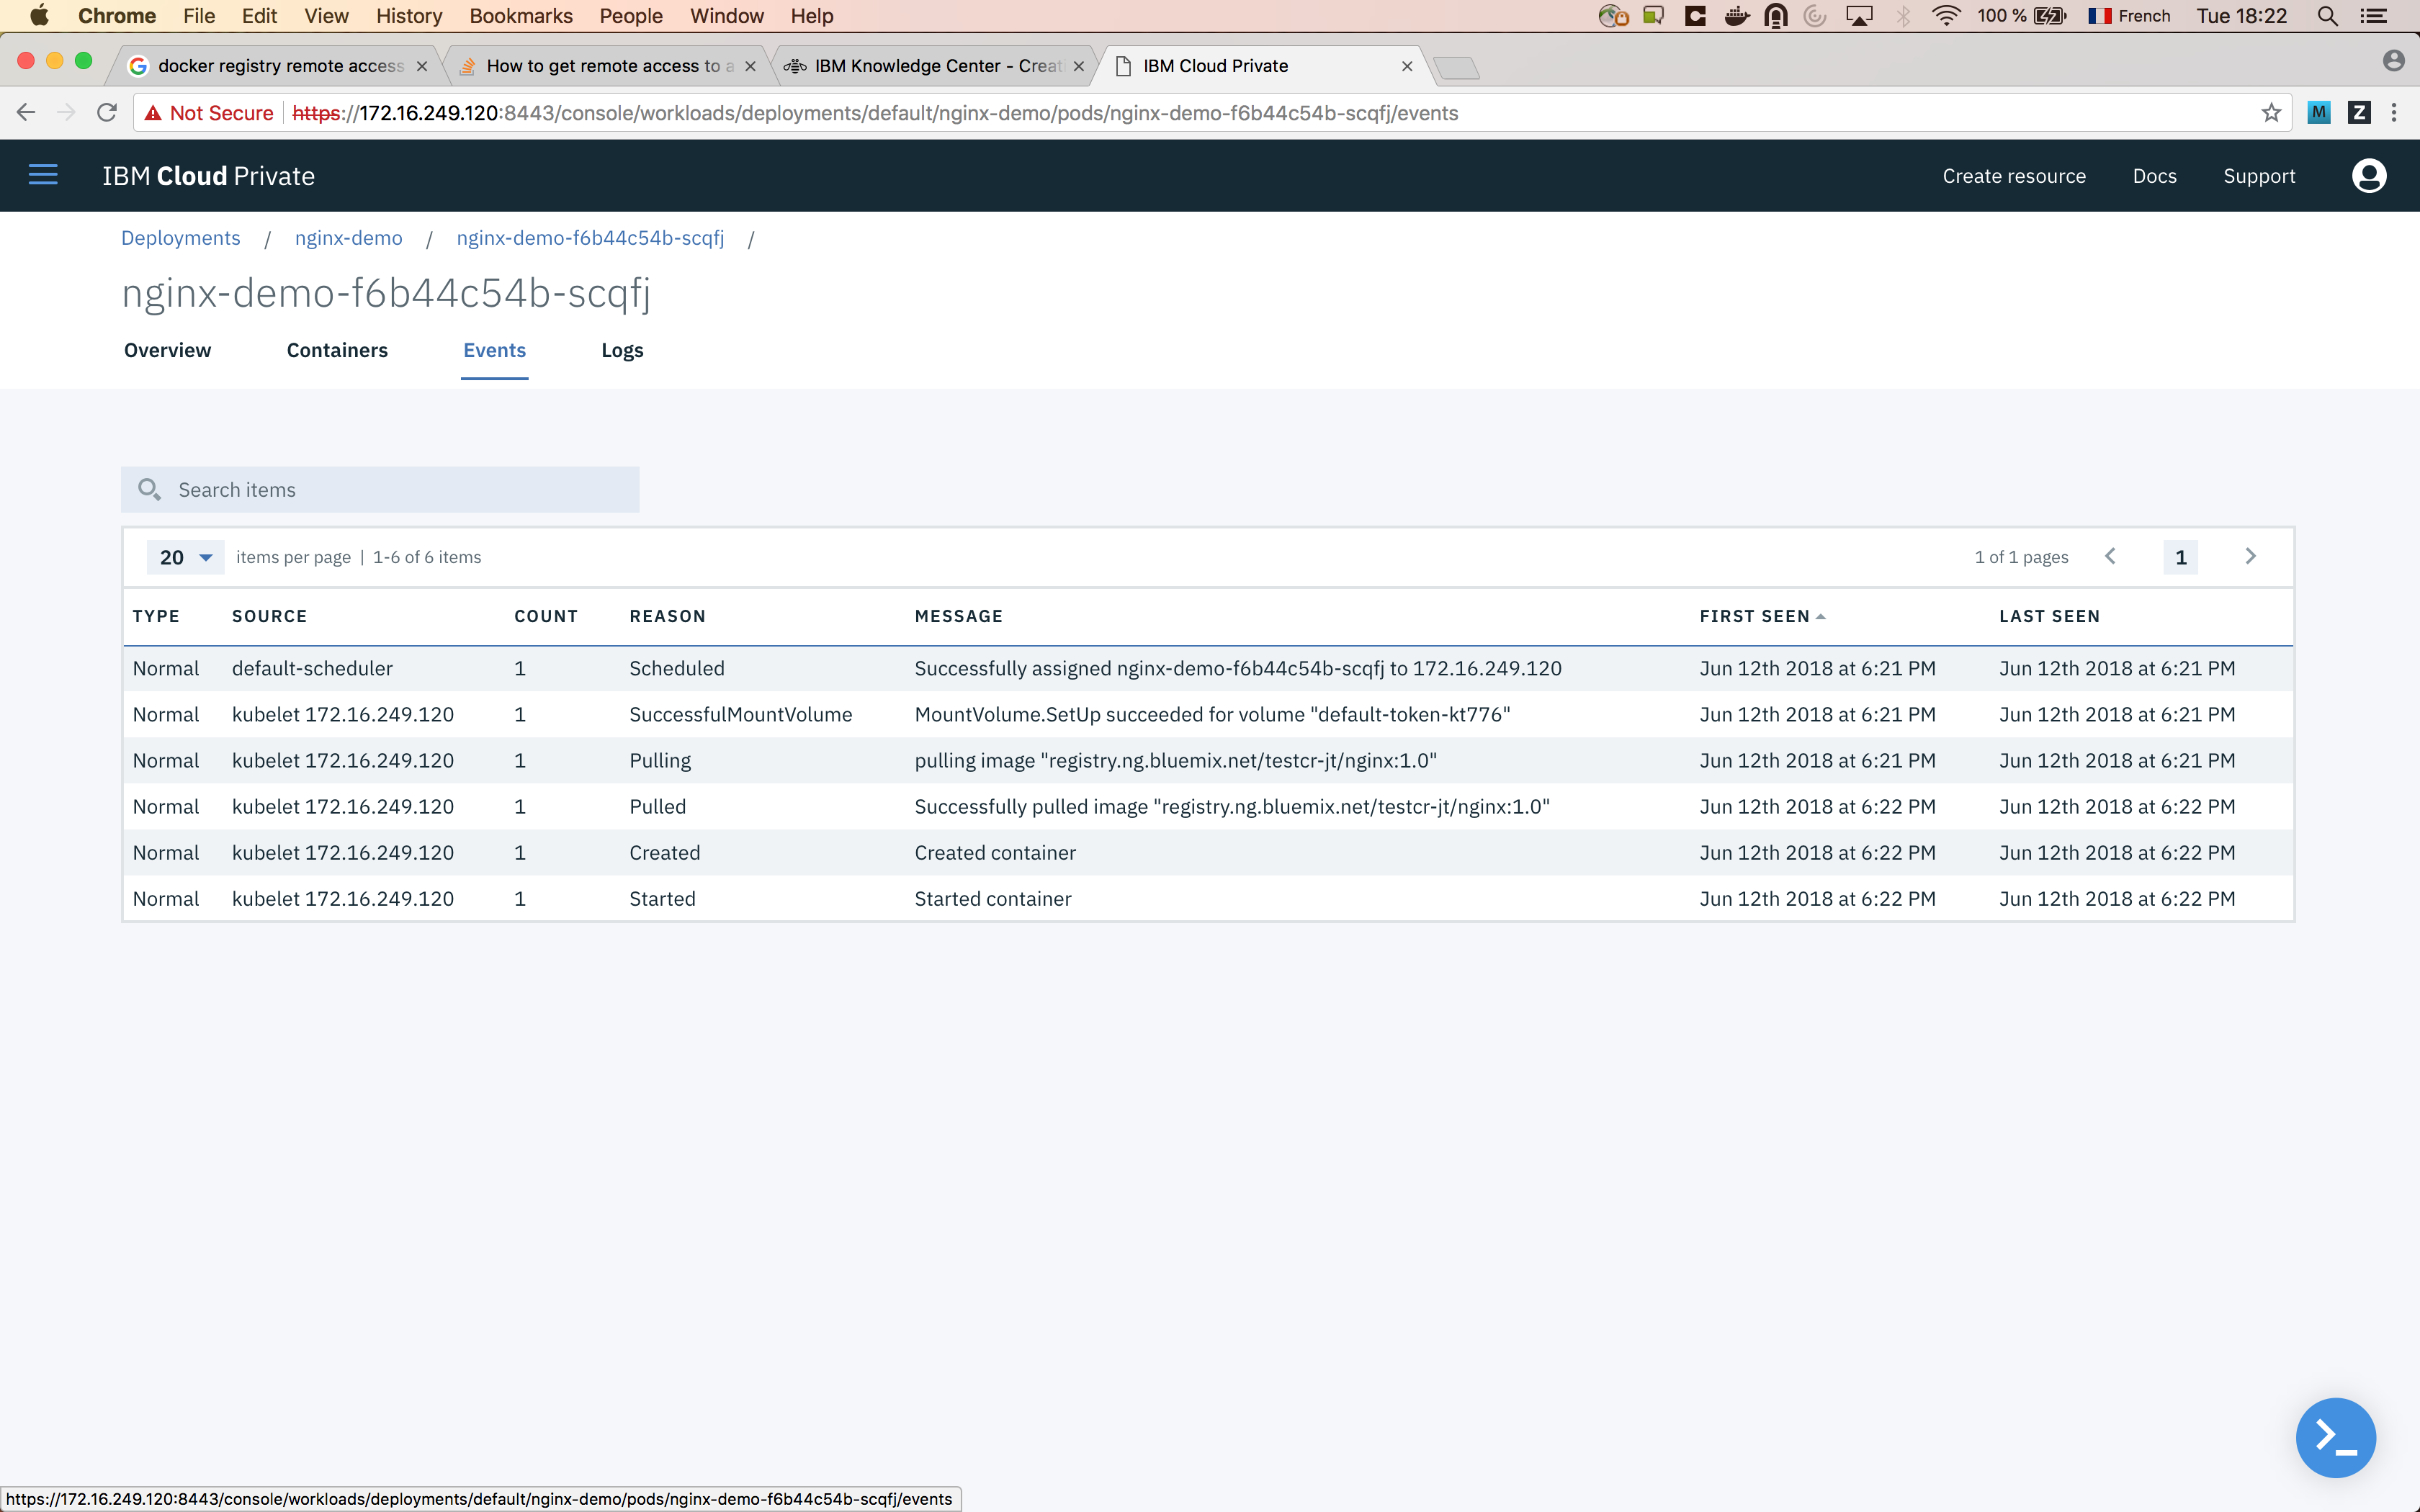 Chrome File Edit View History Bookmarks People Window Help 100 % French Tue 18:22
docker registry remote access How to get remote access to a IBM Knowledge Center - Creat IBM Cloud Private
Not Secure https://172.16.249.120:8443/console/workloads/deployments/default/nginx-demo/pods/nginx-demo-f6b44c54b-scqfj/events M Z
IBM Cloud Private Create resource Docs Support
Deployments / nginx-demo / nginx-demo-f6b44c54b-scqfj /
nginx-demo-f6b44c54b-scqfj
Overview Containers Events Logs
Search items
20 items per page | 1-6 of 6 items 1 of 1 pages 1
TYPE SOURCE COUNT REASON MESSAGE FIRST SEEN LAST SEEN
Normal default-scheduler 1 Scheduled Successfully assigned nginx-demo-f6b44c54b-scqfj to 172.16.249.120 Jun 12th 2018 at 6:21 PM Jun 12th 2018 at 6:21 PM
Normal kubelet 172.16.249.120 1 SuccessfulMountVolume MountVolume.SetUp succeeded for volume "default-token-kt776" Jun 12th 2018 at 6:21 PM Jun 12th 2018 at 6:21 PM
Normal kubelet 172.16.249.120 1 Pulling pulling image "registry.ng.bluemix.net/testcr-jt/nginx:1.0" Jun 12th 2018 at 6:21 PM Jun 12th 2018 at 6:21 PM
Normal kubelet 172.16.249.120 1 Pulled Successfully pulled image "registry.ng.bluemix.net/testcr-jt/nginx:1.0" Jun 12th 2018 at 6:22 PM Jun 12th 2018 at 6:22 PM
Normal kubelet 172.16.249.120 1 Created Created container Jun 12th 2018 at 6:22 PM Jun 12th 2018 at 6:22 PM
Normal kubelet 172.16.249.120 1 Started Started container Jun 12th 2018 at 6:22 PM Jun 12th 2018 at 6:22 PM
https://172.16.249.120:8443/console/workloads/deployments/default/nginx-demo/pods/nginx-demo-f6b44c54b-scqfj/events